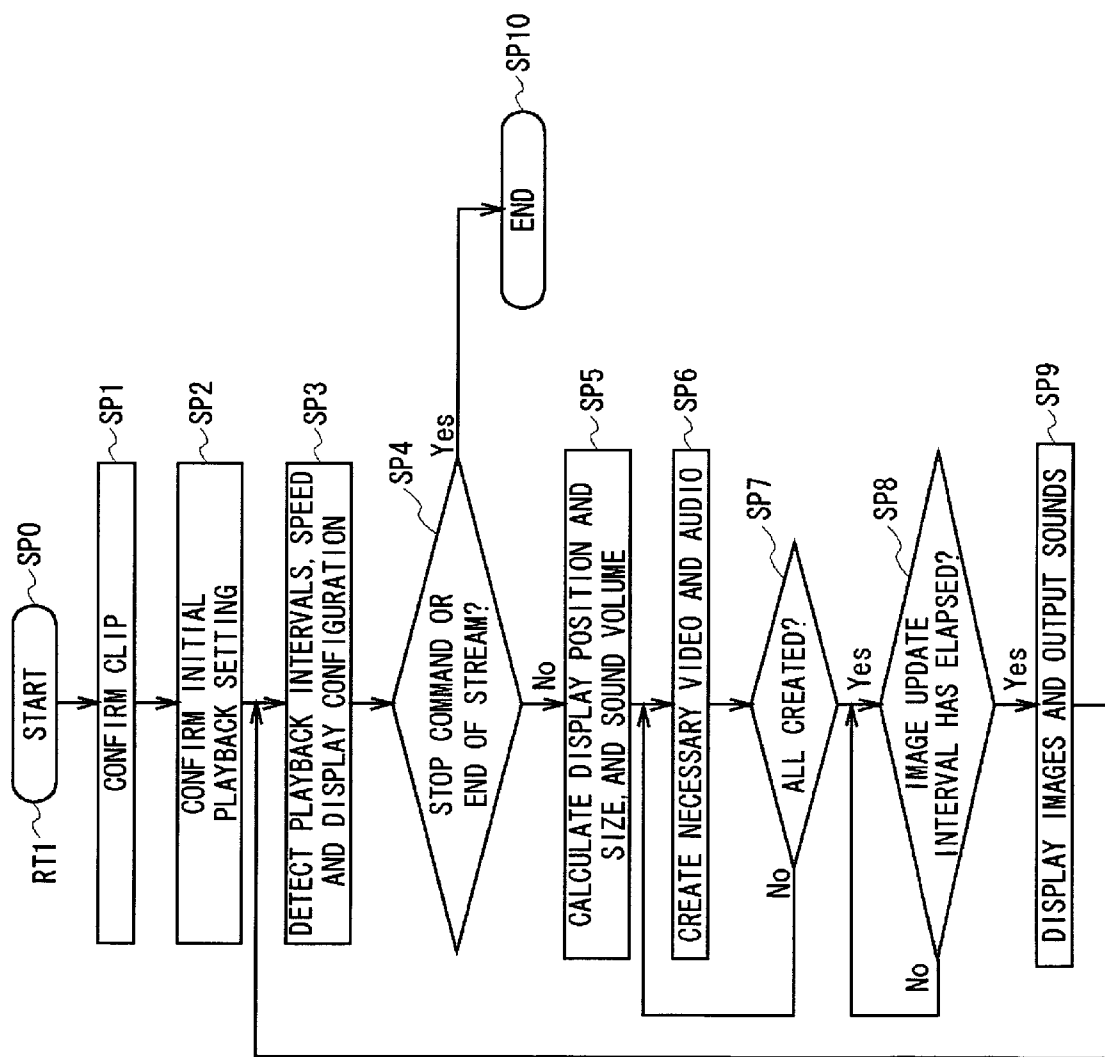 RT1
START
SP0
CONFIRM CLIP
SP1
CONFIRM INITIAL
PLAYBACK SETTING
SP2
DETECT PLAYBACK INTERVALS, SPEED
AND DISPLAY CONFIGURATION
SP3
STOP COMMAND OR
END OF STREAM?
SP4
Yes
END
SP10
No
CALCULATE DISPLAY POSITION AND
SIZE, AND SOUND VOLUME
SP5
CREATE NECESSARY VIDEO AND AUDIO
SP6
ALL CREATED?
SP7
No
Yes
IMAGE UPDATE
INTERVAL HAS ELAPSED?
SP8
No
Yes
DISPLAY IMAGES AND OUTPUT SOUNDS
SP9